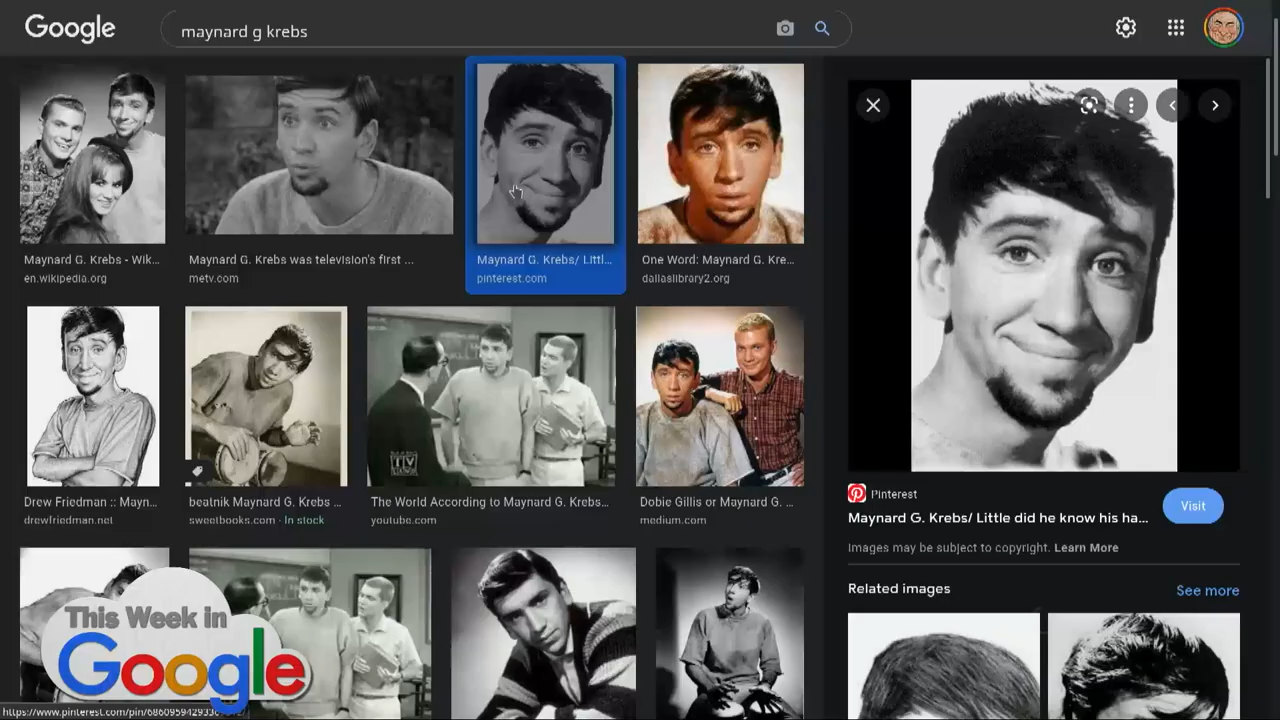 Google
maynard g krebs
Maynard G. Krebs - Wik...
en.wikipedia.org
Maynard G. Krebs was television's first ...
metv.com
Maynard G. Krebs/ Littl...
pinterest.com
One Word: Maynard G. Kre...
dallaslibrary2.org
Drew Friedman :: Mayn...
drewfriedman.net
beatnik Maynard G. Krebs ...
sweetbooks.com · In stock
TIV
The World According to Maynard G. Krebs...
youtube.com
Dobie Gillis or Maynard G. ...
medium.com
Pinterest
Maynard G. Krebs/ Little did he know his ha...
Visit
Images may be subject to copyright. Learn More
Related images
See more
This Week in
Google